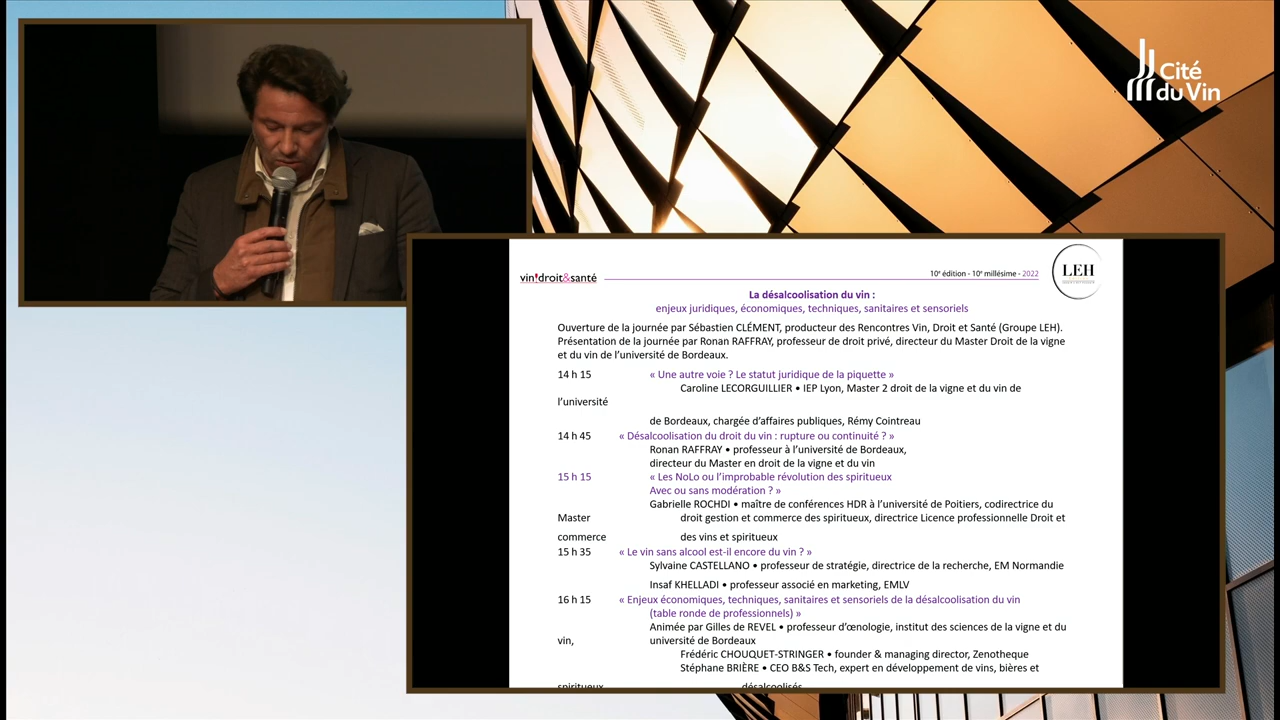 Cité
du Vin
vin!droit&santé
10e édition - 10e millésime - 2022
LEH
La désalcoolisation du vin :
enjeux juridiques, économiques, techniques, sanitaires et sensoriels
Ouverture de la journée par Sébastien CLÉMENT, producteur des Rencontres Vin, Droit et Santé (Groupe LEH).
Présentation de la journée par Ronan RAFFRAY, professeur de droit privé, directeur du Master Droit de la vigne
et du vin de l’université de Bordeaux.
14 h 15 « Une autre voie ? Le statut juridique de la piquette »
Caroline LECORGUILLIER • IEP Lyon, Master 2 droit de la vigne et du vin de
l’université
de Bordeaux, chargée d’affaires publiques, Rémy Cointreau
14 h 45 « Désalcoolisation du droit du vin : rupture ou continuité ? »
Ronan RAFFRAY • professeur à l’université de Bordeaux,
directeur du Master en droit de la vigne et du vin
15 h 15 « Les NoLo ou l’improbable révolution des spiritueux
Avec ou sans modération ? »
Gabrielle ROCHDI • maître de conférences HDR à l’université de Poitiers, codirectrice du
Master droit gestion et commerce des spiritueux, directrice Licence professionnelle Droit et
commerce des vins et spiritueux
15 h 35 « Le vin sans alcool est-il encore du vin ? »
Sylvaine CASTELLANO • professeur de stratégie, directrice de la recherche, EM Normandie
Insaf KHELLADI • professeur associé en marketing, EMLV
16 h 15 « Enjeux économiques, techniques, sanitaires et sensoriels de la désalcoolisation du vin
(table ronde de professionnels) »
Animée par Gilles de REVEL • professeur d’œnologie, institut des sciences de la vigne et du
vin, université de Bordeaux
Frédéric CHOUQUET-STRINGER • founder & managing director, Zenotheque
Stéphane BRIÈRE • CEO B&S Tech, expert en développement de vins, bières et
spiritueux désalcoolisés